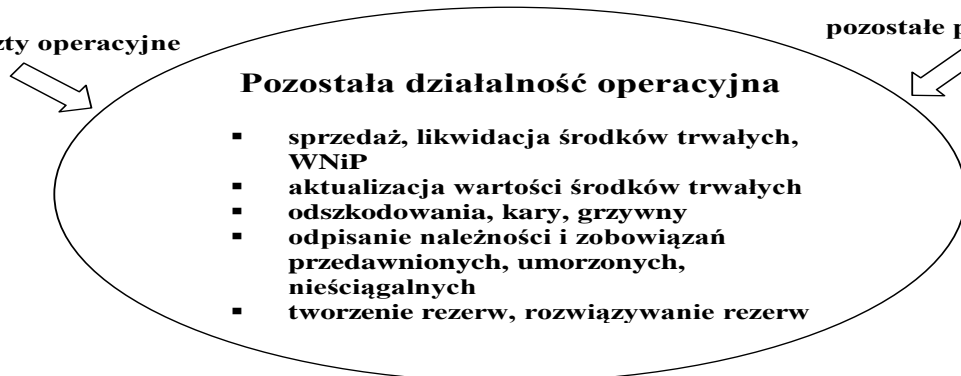 operacyjne
pozostałe
Pozostała działalność operacyjna
▪ sprzedaż, likwidacja środków trwałych,
WNiP
▪ aktualizacja wartości środków trwałych
▪ odszkodowania, kary, grzywny
▪ odpisanie należności i zobowiązań
przedawnionych, umorzonych,
nieściągalnych
▪ tworzenie rezerw, rozwiązywanie rezerw